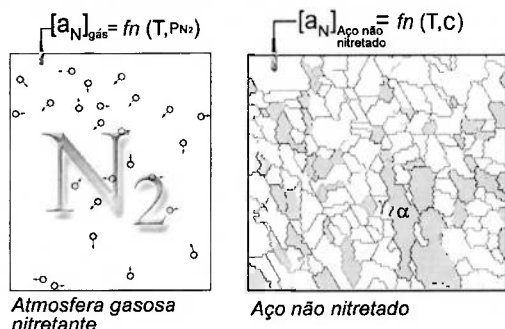 [aN]gás = fn (T,PN2)
[aN]Aço não nitretado = fn (T,c)
N2
γ α
Atmosfera gasosa
nitretante
Aço não nitretado